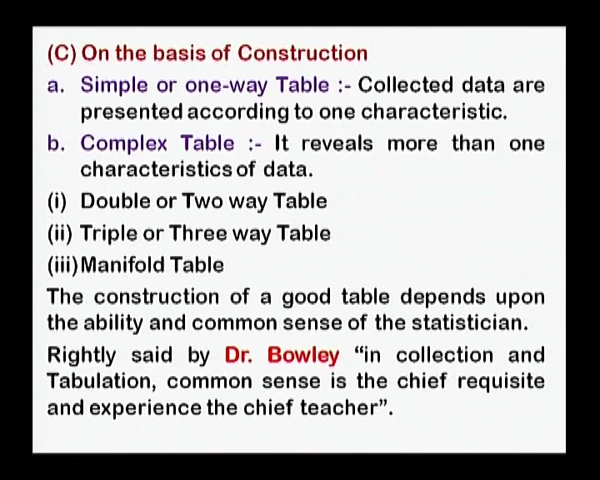 (C) On the basis of Construction
a. Simple or one-way Table :- Collected data are
presented according to one characteristic.
b. Complex Table :- It reveals more than one
characteristics of data.
(i) Double or Two way Table
(ii) Triple or Three way Table
(iii) Manifold Table
The construction of a good table depends upon
the ability and common sense of the statistician.
Rightly said by Dr. Bowley “in collection and
Tabulation, common sense is the chief requisite
and experience the chief teacher”.